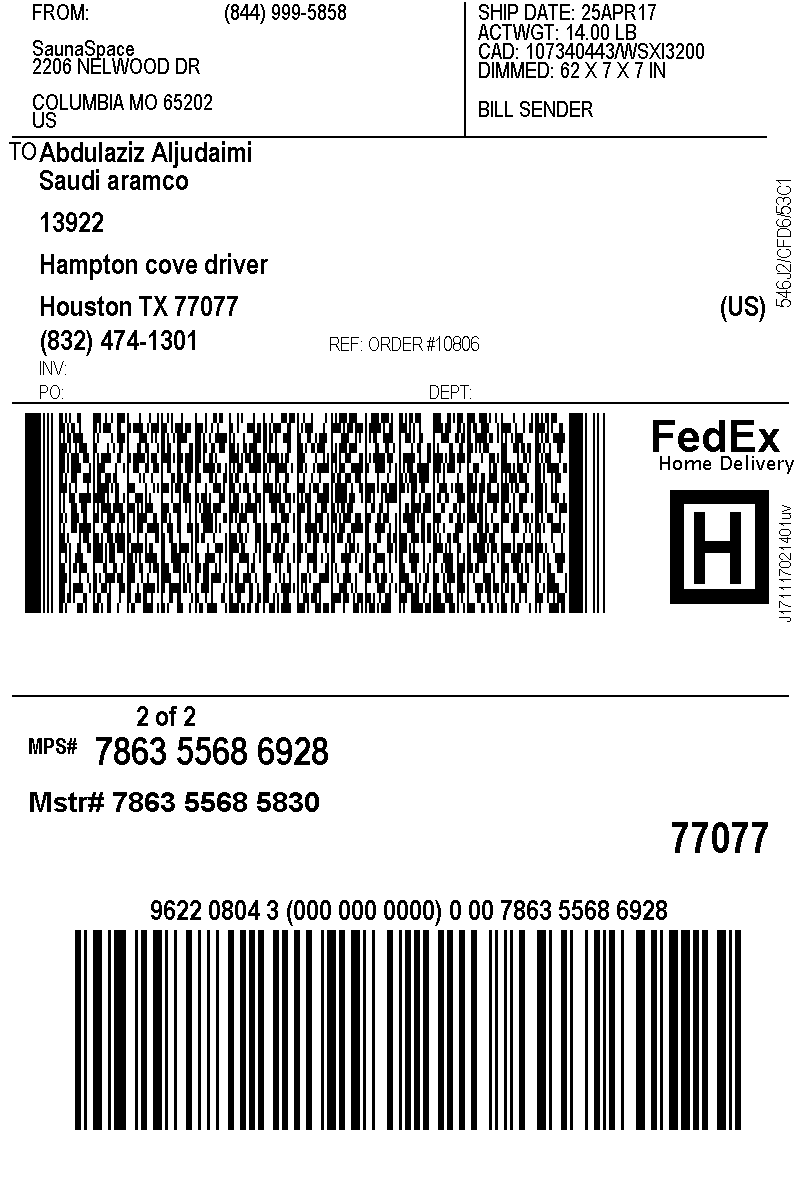 FROM: (844) 999-5858
SaunaSpace
2206 NELWOOD DR
COLUMBIA MO 65202
US
SHIP DATE: 25APR17
ACTWGT: 14.00 LB
CAD: 107340443/WSXI3200
DIMMED: 62 X 7 X 7 IN
BILL SENDER
TO Abdulaziz Aljudaimi
Saudi aramco
13922
Hampton cove driver
Houston TX 77077 (US)
(832) 474-1301 REF: ORDER #10806
INV:
PO: DEPT:
546J2/CFD6/53C1
FedEx
Home Delivery
H
J171117021401uv
2 of 2
MPS# 7863 5568 6928
Mstr# 7863 5568 5830
77077
9622 0804 3 (000 000 0000) 0 00 7863 5568 6928